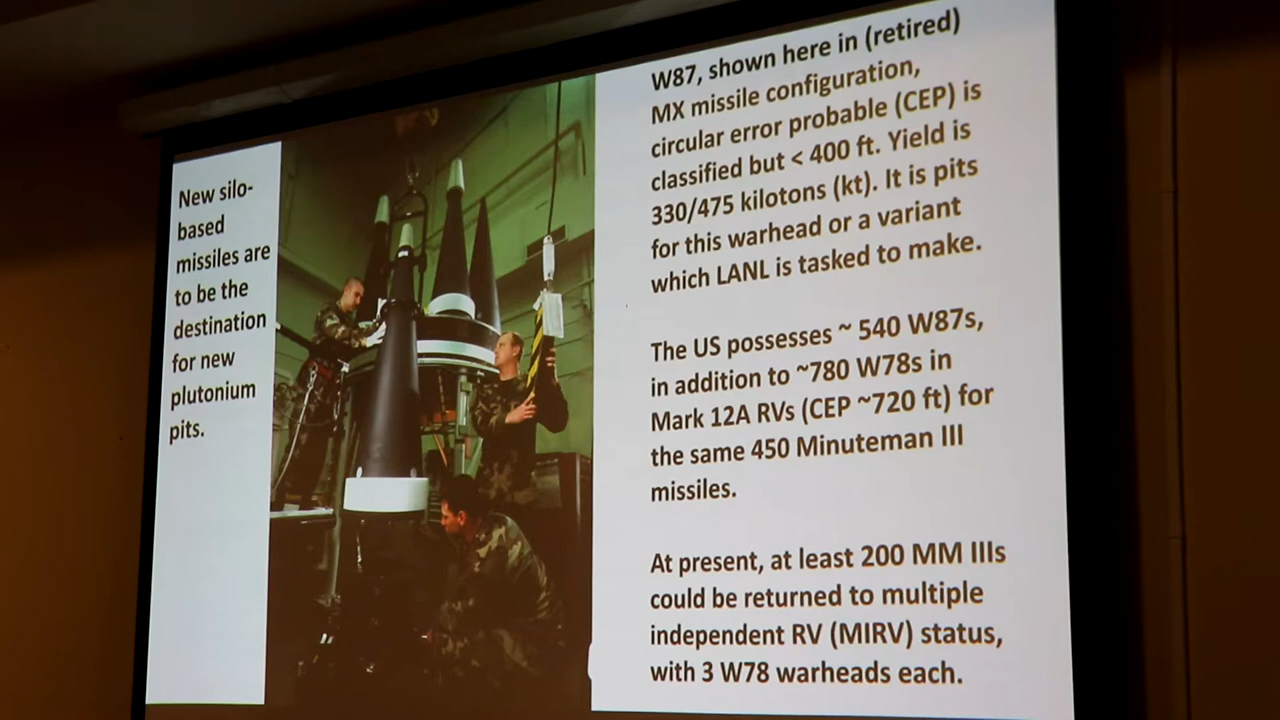 New silo-
based
missiles are
to be the
destination
for new
plutonium
pits.
W87, shown here in (retired)
MX missile configuration,
circular error probable (CEP) is
classified but < 400 ft. Yield is
330/475 kilotons (kt). It is pits
for this warhead or a variant
which LANL is tasked to make.
The US possesses ~ 540 W87s,
in addition to ~780 W78s in
Mark 12A RVs (CEP ~720 ft) for
the same 450 Minuteman III
missiles.
At present, at least 200 MM IIIs
could be returned to multiple
independent RV (MIRV) status,
with 3 W78 warheads each.